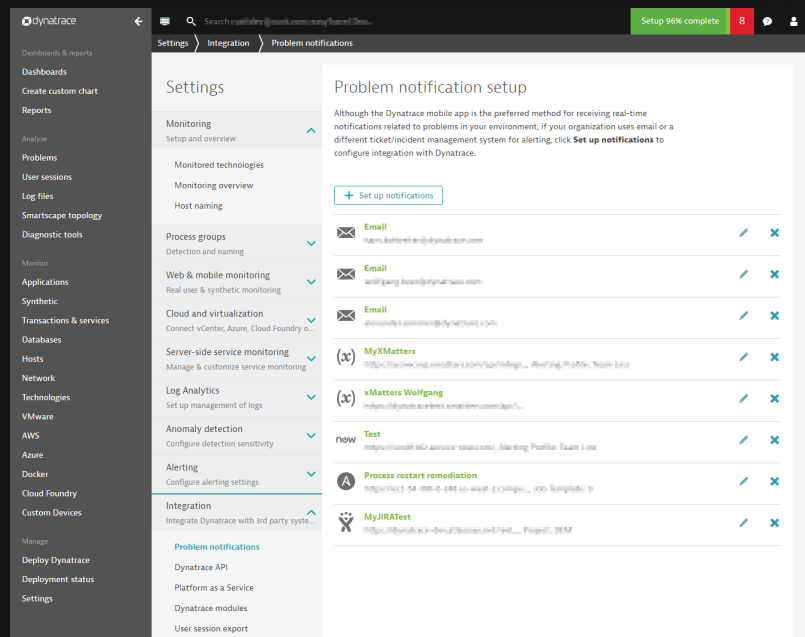 dynatrace
Search
Setup 96% complete
8
Settings
Integration
Problem notifications
Dashboards & reports
Dashboards
Create custom chart
Reports
Analyze
Problems
User sessions
Log files
Smartscape topology
Diagnostic tools
Monitor
Applications
Synthetic
Transactions & services
Databases
Hosts
Network
Technologies
VMware
AWS
Azure
Docker
Cloud Foundry
Custom Devices
Manage
Deploy Dynatrace
Deployment status
Settings
Settings
Monitoring
Setup and overview
Monitored technologies
Monitoring overview
Host naming
Process groups
Detection and naming
Web & mobile monitoring
Real user & synthetic monitoring
Cloud and virtualization
Connect vCenter, Azure, Cloud Foundry o...
Server-side service monitoring
Manage & customize service monitoring
Log Analytics
Set up management of logs
Anomaly detection
Configure detection sensitivity
Alerting
Configure alerting settings
Integration
Integrate Dynatrace with 3rd party syste...
Problem notifications
Dynatrace API
Platform as a Service
Dynatrace modules
User session export
Problem notification setup
Although the Dynatrace mobile app is the preferred method for receiving real-time
notifications related to problems in your environment, if your organization uses email or a
different ticket/incident management system for alerting, click Set up notifications to
configure integration with Dynatrace.
+ Set up notifications
Email
Email
Email
(x) MyXMatters
(x) xMatters Wolfgang
now Test
A Process restart remediation
MyJIRATest